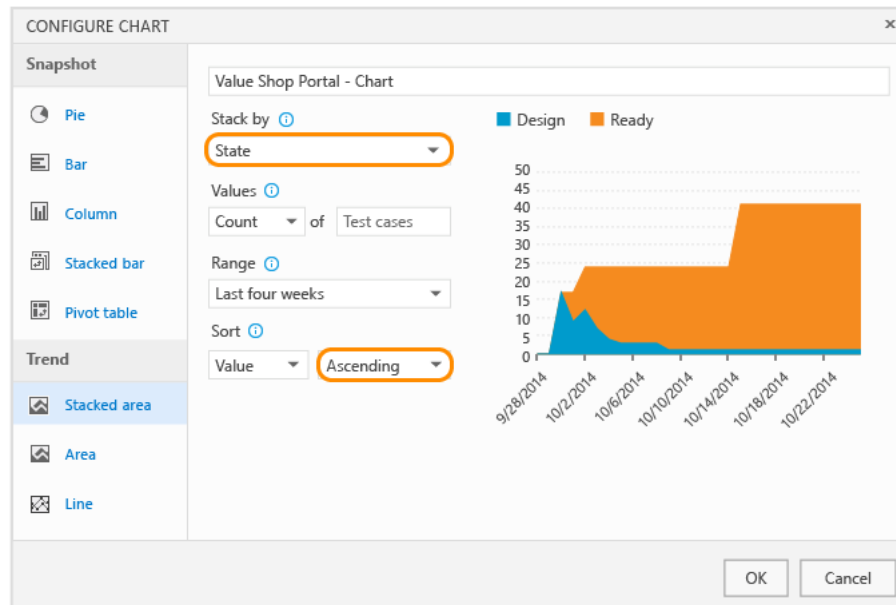 CONFIGURE CHART
×
Snapshot
Pie
Bar
Column
Stacked bar
Pivot table
Trend
Stacked area
Area
Line
Value Shop Portal - Chart
Stack by
State
Values
Count of Test cases
Range
Last four weeks
Sort
Value Ascending
Design Ready
50
45
40
35
30
25
20
15
10
5
0
9/28/2014 10/2/2014 10/6/2014 10/10/2014 10/14/2014 10/18/2014 10/22/2014
OK Cancel